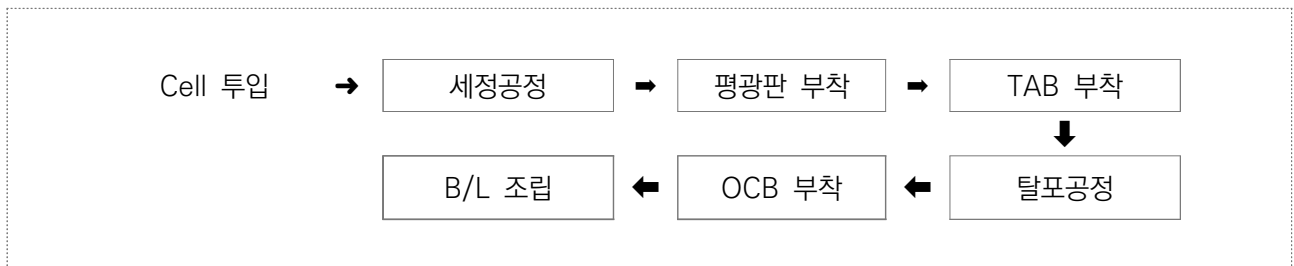 Cell 투입 → 세정공정 → 평광판 부착 → TAB 부착
↓
B/L 조립 ← OCB 부착 ← 탈포공정